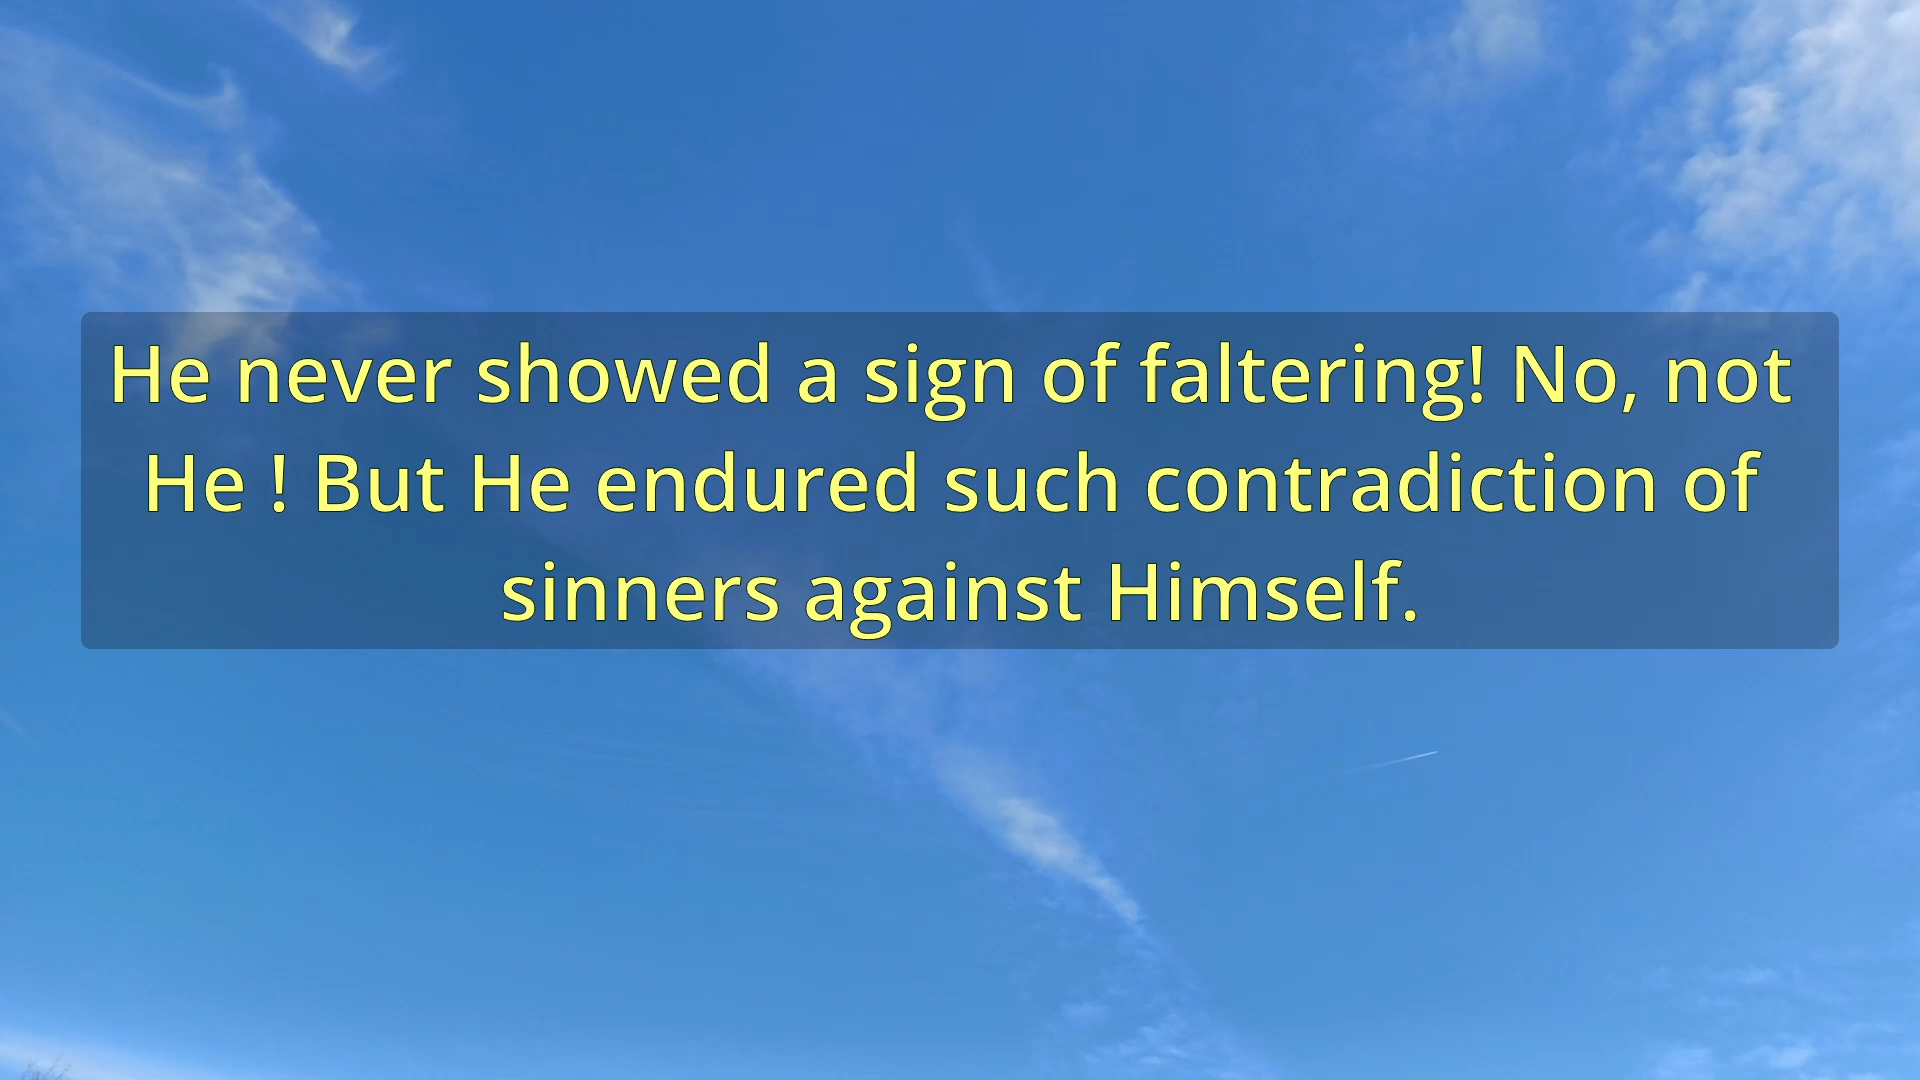 He never showed a sign of faltering! No, not
He ! But He endured such contradiction of
sinners against Himself.